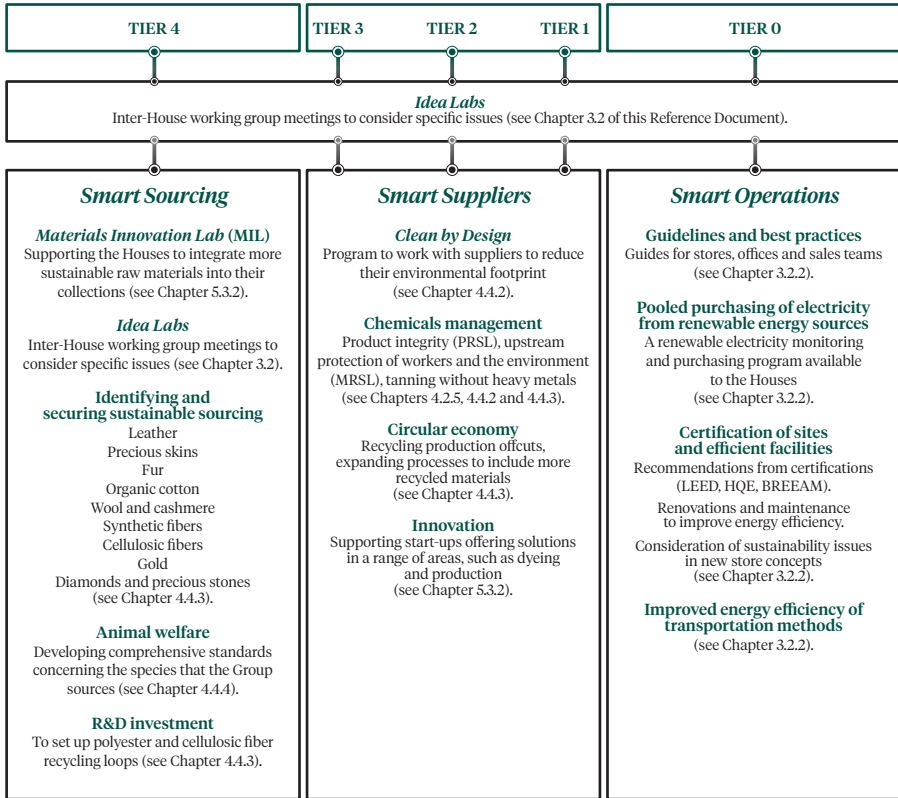 TIER 4
TIER 3
TIER 2
TIER 1
TIER 0
Idea Labs
Inter-House working group meetings to consider specific issues (see Chapter 3.2 of this Reference Document).
Smart Sourcing
Materials Innovation Lab (MIL)
Supporting the Houses to integrate more
sustainable raw materials into their
collections (see Chapter 5.3.2).
Idea Labs
Inter-House working group meetings to
consider specific issues (see Chapter 3.2).
Identifying and
securing sustainable sourcing
Leather
Precious skins
Fur
Organic cotton
Wool and cashmere
Synthetic fibers
Cellulosic fibers
Gold
Diamonds and precious stones
(see Chapter 4.4.3).
Animal welfare
Developing comprehensive standards
concerning the species that the Group
sources (see Chapter 4.4.4).
R&D investment
To set up polyester and cellulosic fiber
recycling loops (see Chapter 4.4.3).
Smart Suppliers
Clean by Design
Program to work with suppliers to reduce
their environmental footprint
(see Chapter 4.4.2).
Chemicals management
Product integrity (PRSL), upstream
protection of workers and the environment
(MRSL), tanning without heavy metals
(see Chapters 4.2.5, 4.4.2 and 4.4.3).
Circular economy
Recycling production offcuts,
expanding processes to include more
recycled materials
(see Chapter 4.4.3).
Innovation
Supporting start-ups offering solutions
in a range of areas, such as dyeing
and production
(see Chapter 5.3.2).
Smart Operations
Guidelines and best practices
Guides for stores, offices and sales teams
(see Chapter 3.2.2).
Pooled purchasing of electricity
from renewable energy sources
A renewable electricity monitoring
and purchasing program available
to the Houses
(see Chapter 3.2.2).
Certification of sites
and efficient facilities
Recommendations from certifications
(LEED, HQE, BREEAM).
Renovations and maintenance
to improve energy efficiency.
Consideration of sustainability issues
in new store concepts
(see Chapter 3.2.2).
Improved energy efficiency of
transportation methods
(see Chapter 3.2.2).